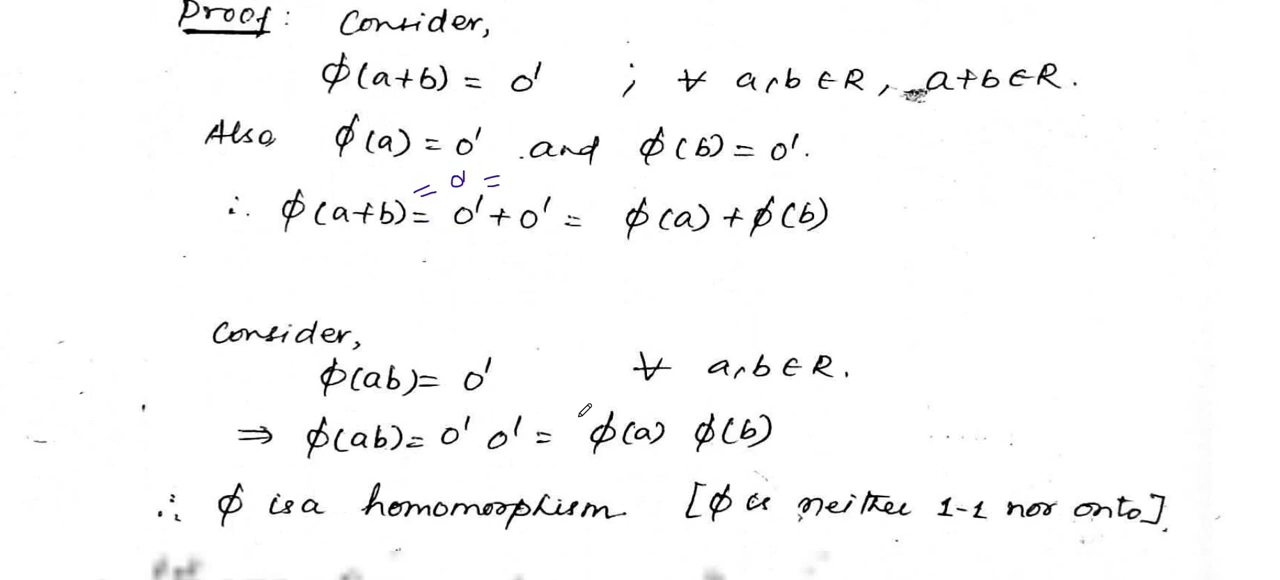 Proof : Consider,
ϕ(a+b) = 0' ; ∀ a,b ∈ R, a+b ∈ R.
Also ϕ(a) = 0' and ϕ(b) = 0'.
= 0' =
∴ ϕ(a+b) = 0'+0' = ϕ(a) + ϕ(b)
Consider,
ϕ(ab) = 0' ∀ a,b ∈ R.
⇒ ϕ(ab) = 0' 0' = ϕ(a) ϕ(b)
∴ ϕ is a homomorphism. [ϕ is neither 1-1 nor onto].